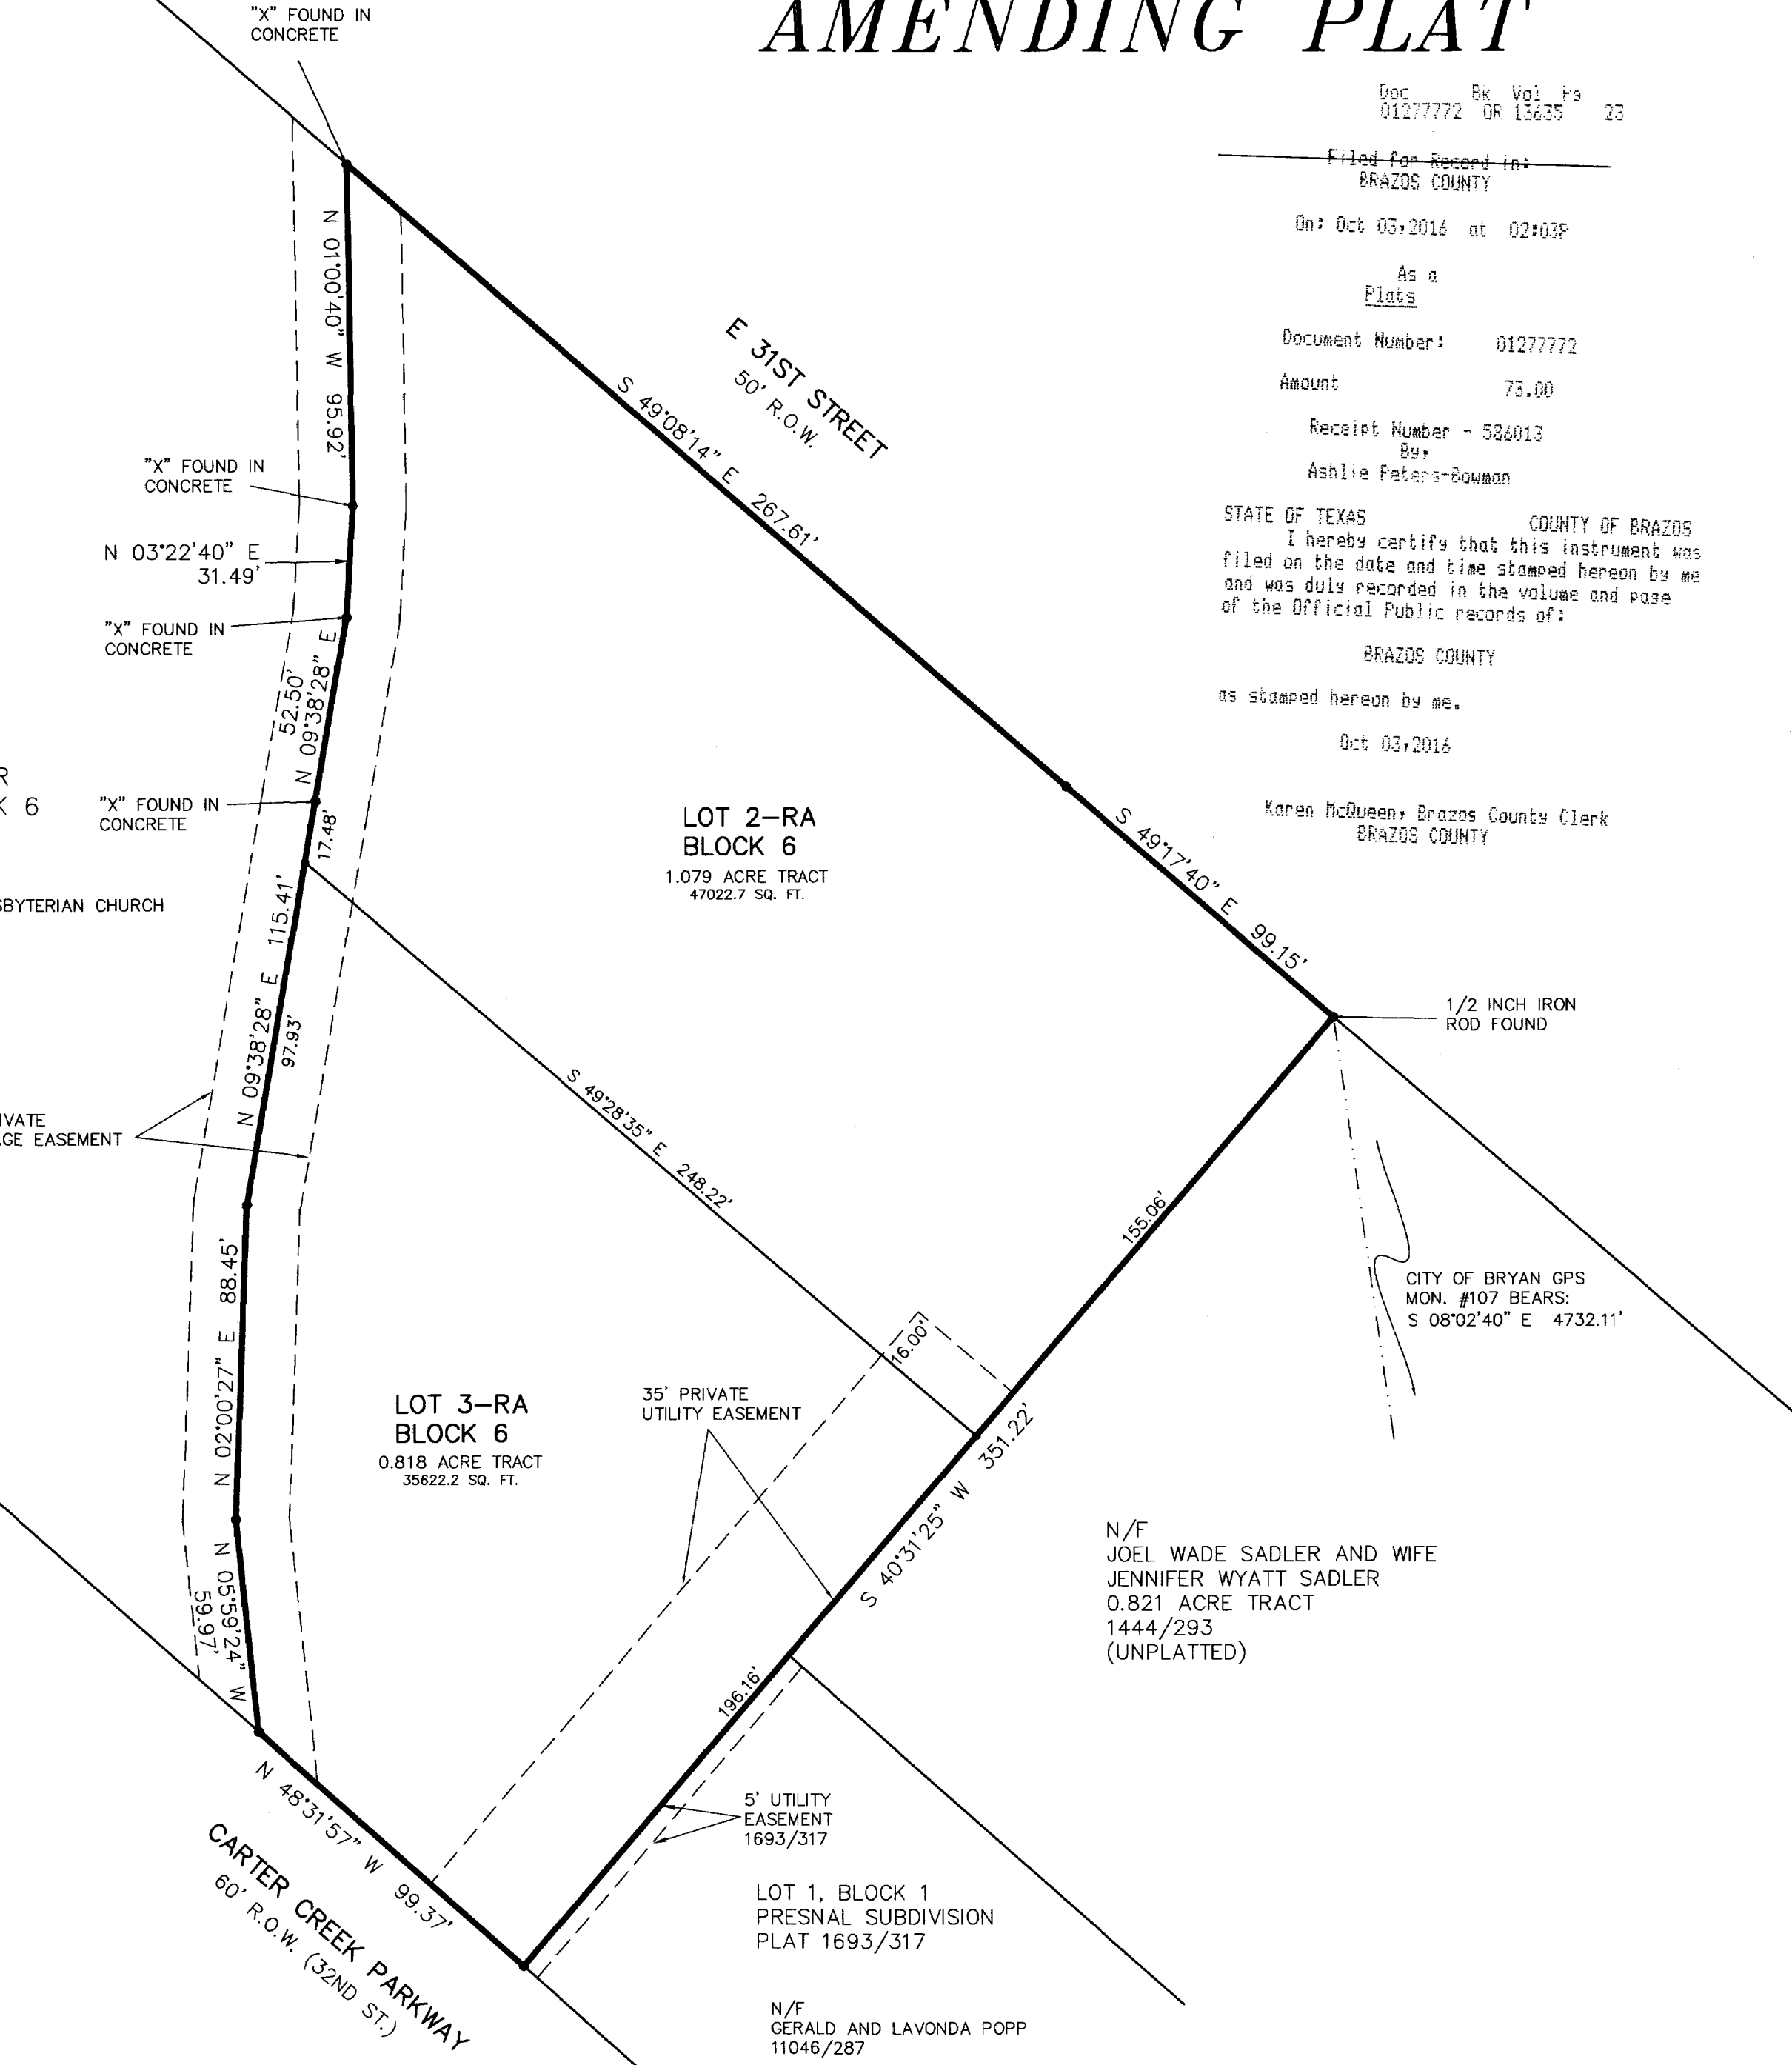 AMENDING PLAT
"X" FOUND IN
CONCRETE
Doc Bk Vol Pg
01277772 OR 13635 23
Filed for Record in:
BRAZOS COUNTY
On: Oct 03,2016 at 02:03P
As a
Plats
Document Number: 01277772
Amount 73.00
Receipt Number - 586013
By,
Ashlie Peters-Bowman
STATE OF TEXAS COUNTY OF BRAZOS
I hereby certify that this instrument was
filed on the date and time stamped hereon by me
and was duly recorded in the volume and page
of the Official Public records of:
BRAZOS COUNTY
as stamped hereon by me.
Oct 03,2016
Karen McQueen, Brazos County Clerk
BRAZOS COUNTY
N 01°00'40" W 95.92'
E 31ST STREET
50' R.O.W.
S 49°08'14" E 267.61'
"X" FOUND IN
CONCRETE
N 03°22'40" E
31.49'
"X" FOUND IN
CONCRETE
52.50'
N 09°38'28" E
R
K 6
"X" FOUND IN
CONCRETE
17.48'
LOT 2-RA
BLOCK 6
1.079 ACRE TRACT
47022.7 SQ. FT.
S 49°17'40" E 99.15'
SBYTERIAN CHURCH
N 09°38'28" E 115.41'
97.93'
1/2 INCH IRON
ROD FOUND
IVATE
AGE EASEMENT
S 49°28'35" E 248.22'
155.06'
CITY OF BRYAN GPS
MON. #107 BEARS:
S 08°02'40" E 4732.11'
N 02°00'27" E 88.45'
16.00'
35' PRIVATE
UTILITY EASEMENT
LOT 3-RA
BLOCK 6
0.818 ACRE TRACT
35622.2 SQ. FT.
S 40°31'25" W 351.22'
N 05°59'24" W
59.97'
N/F
JOEL WADE SADLER AND WIFE
JENNIFER WYATT SADLER
0.821 ACRE TRACT
1444/293
(UNPLATTED)
196.16'
N 48°31'57" W 99.37'
5' UTILITY
EASEMENT
1693/317
CARTER CREEK PARKWAY
60' R.O.W. (32ND ST.)
LOT 1, BLOCK 1
PRESNAL SUBDIVISION
PLAT 1693/317
N/F
GERALD AND LAVONDA POPP
11046/287